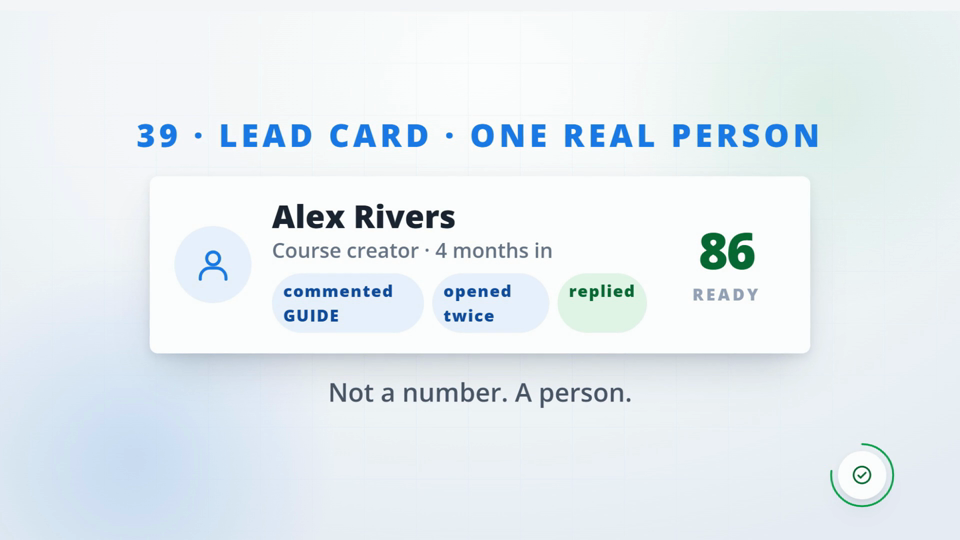 39 · LEAD CARD · ONE REAL PERSON
Alex Rivers
Course creator · 4 months in
commented
GUIDE
opened
twice
replied
86
READY
Not a number. A person.